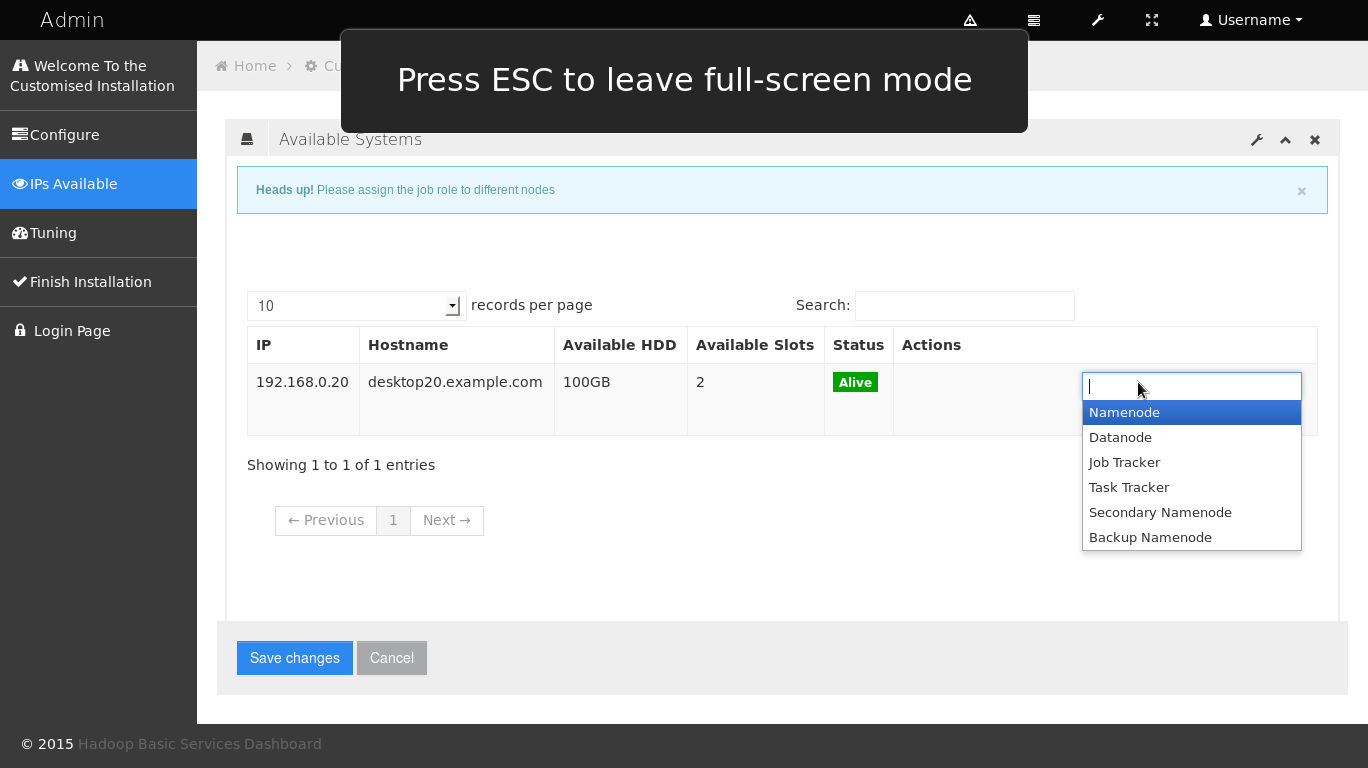 Admin
Username
Press ESC to leave full-screen mode
Welcome To the
Customised Installation
Configure
IPs Available
Tuning
Finish Installation
Login Page
Home
Cu
Available Systems
Heads up! Please assign the job role to different nodes
10 records per page
Search:
IP Hostname Available HDD Available Slots Status Actions
192.168.0.20 desktop20.example.com 100GB 2 Alive
Namenode
Datanode
Job Tracker
Task Tracker
Secondary Namenode
Backup Namenode
Showing 1 to 1 of 1 entries
← Previous 1 Next →
Save changes Cancel
© 2015 Hadoop Basic Services Dashboard